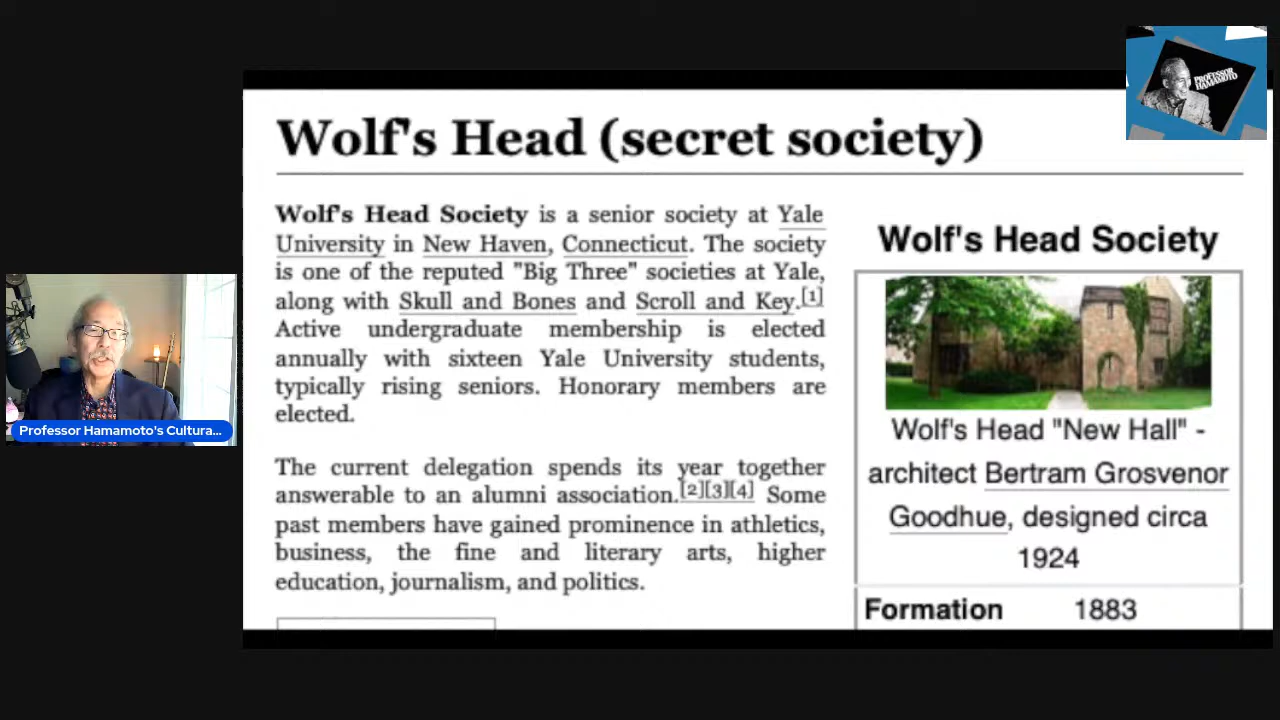 PROFESSOR
HAMAMOTO
Wolf's Head (secret society)
Wolf's Head Society is a senior society at Yale
University in New Haven, Connecticut. The society
is one of the reputed "Big Three" societies at Yale,
along with Skull and Bones and Scroll and Key.[1]
Active undergraduate membership is elected
annually with sixteen Yale University students,
typically rising seniors. Honorary members are
elected.
The current delegation spends its year together
answerable to an alumni association.[2][3][4] Some
past members have gained prominence in athletics,
business, the fine and literary arts, higher
education, journalism, and politics.
Wolf's Head Society
Wolf's Head "New Hall" -
architect Bertram Grosvenor
Goodhue, designed circa
1924
Formation 1883
Professor Hamamoto's Cultura...